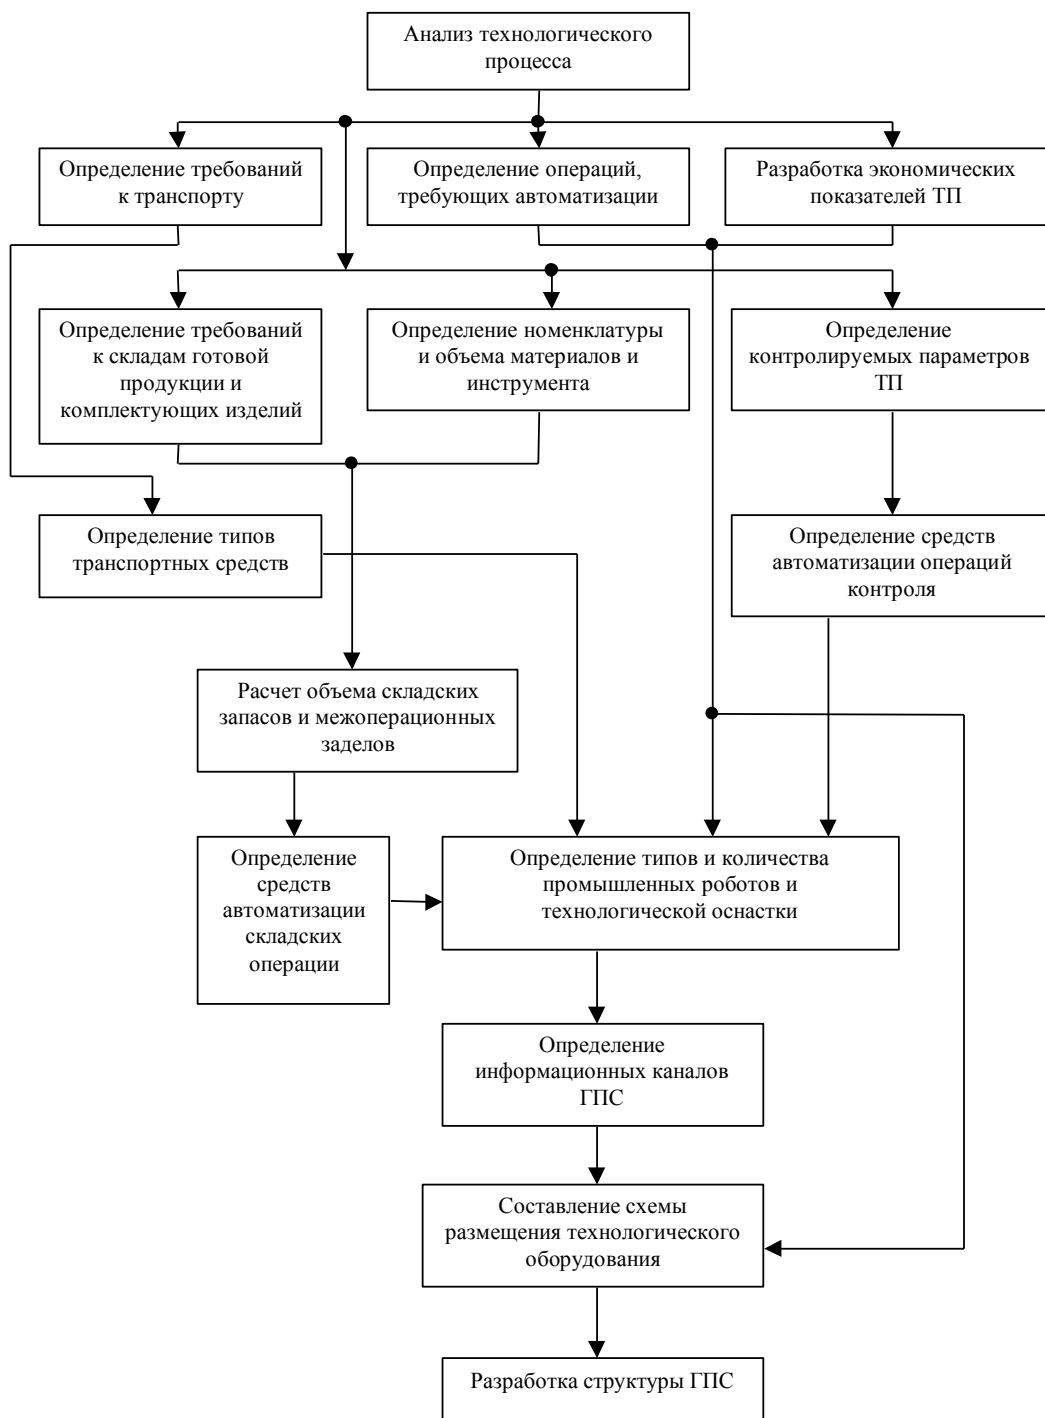 Анализ технологического
процесса
Определение требований
к транспорту
Определение операций,
требующих автоматизации
Разработка экономических
показателей ТП
Определение требований
к складам готовой
продукции и
комплектующих изделий
Определение номенклатуры
и объема материалов и
инструмента
Определение
контролируемых параметров
ТП
Определение типов
транспортных средств
Определение средств
автоматизации операций
контроля
Расчет объема складских
запасов и межоперационных
заделов
Определение
средств
автоматизации
складских
операции
Определение типов и количества
промышленных роботов и
технологической оснастки
Определение
информационных каналов
ГПС
Составление схемы
размещения технологического
оборудования
Разработка структуры ГПС